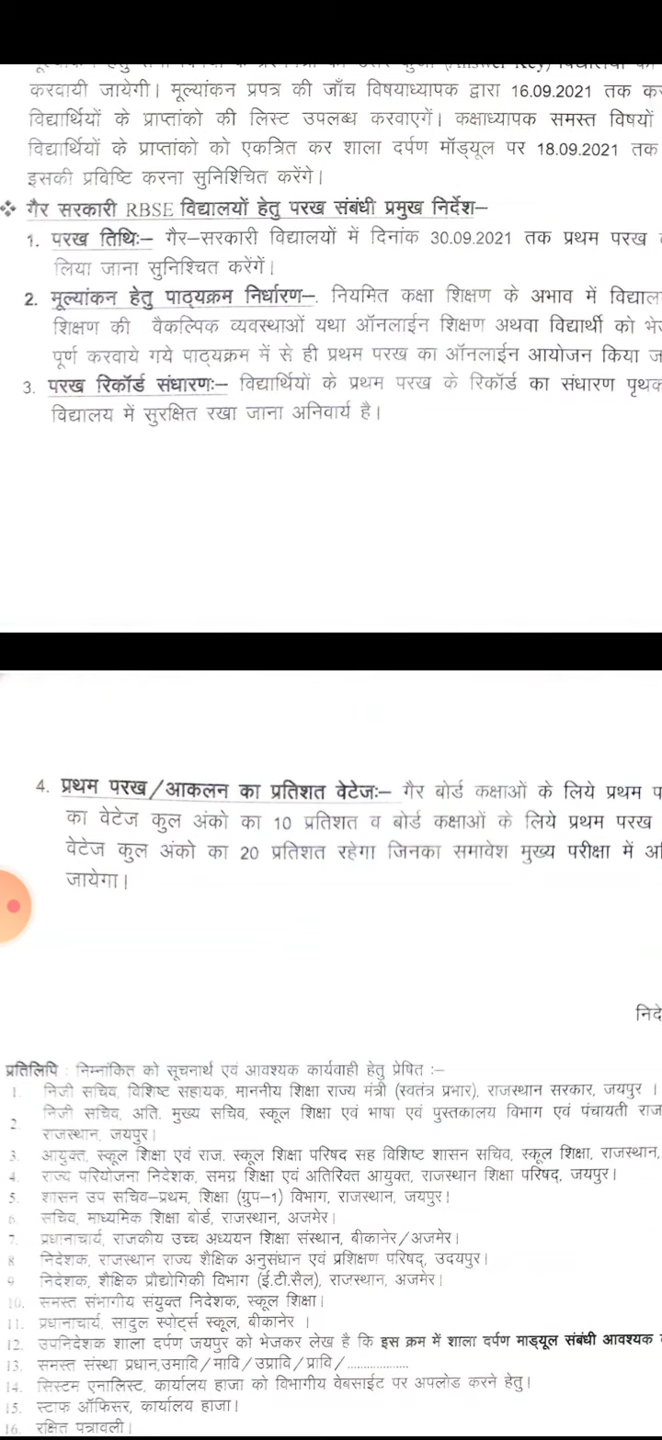 करवायी जायेगी। मूल्यांकन प्रपत्र की जाँच विषयाध्यापक द्वारा 16.09.2021 तक
विद्यार्थियों के प्राप्तांको की लिस्ट उपलब्ध करवाएगें। कक्षाध्यापक समस्त विषयों
विद्यार्थियों के प्राप्तांको को एकत्रित कर शाला दर्पण मॉड्यूल पर 18.09.2021 तक
इसकी प्रविष्टि करना सुनिशिचित करेंगे।
❖ गैर सरकारी RBSE विद्यालयों हेतु परख संबंधी प्रमुख निर्देश–
1. परख तिथिः– गैर–सरकारी विद्यालयों में दिनांक 30.09.2021 तक प्रथम परख
लिया जाना सुनिश्चित करेंगें।
2. मूल्यांकन हेतु पाठ्यक्रम निर्धारण–. नियमित कक्षा शिक्षण के अभाव में
शिक्षण की वैकल्पिक व्यवस्थाओं यथा ऑनलाईन शिक्षण अथवा विद्यार्थी को
पूर्ण करवाये गये पाठ्यक्रम में से ही प्रथम परख का ऑनलाईन आयोजन किया
3. परख रिकॉर्ड संधारणः– विद्यार्थियों के प्रथम परख के रिकॉर्ड का संधारण
विद्यालय में सुरक्षित रखा जाना अनिवार्य है।
4. प्रथम परख/आकलन का प्रतिशत वेटेजः– गैर बोर्ड कक्षाओं के लिये प्रथम
का वेटेज कुल अंको का 10 प्रतिशत व बोर्ड कक्षाओं के लिये प्रथम परख
वेटेज कुल अंको का 20 प्रतिशत रहेगा जिनका समावेश मुख्य परीक्षा में
जायेगा।
निदे
प्रतिलिपि : निम्नांकित को सूचनार्थ एवं आवश्यक कार्यवाही हेतु प्रेषित :–
1. निजी सचिव, विशिष्ट सहायक, माननीय शिक्षा राज्य मंत्री (स्वतंत्र प्रभार), राजस्थान सरकार, जयपुर ।
2. निजी सचिव, अति. मुख्य सचिव, स्कूल शिक्षा एवं भाषा एवं पुस्तकालय विभाग एवं पंचायती राज
राजस्थान, जयपुर।
3. आयुक्त, स्कूल शिक्षा एवं राज. स्कूल शिक्षा परिषद सह विशिष्ट शासन सचिव, स्कूल शिक्षा, राजस्थान,
4. राज्य परियोजना निदेशक, समग्र शिक्षा एवं अतिरिक्त आयुक्त, राजस्थान शिक्षा परिषद, जयपुर।
5. शासन उप सचिव–प्रथम, शिक्षा (ग्रुप–1) विभाग, राजस्थान, जयपुर।
6. सचिव, माध्यमिक शिक्षा बोर्ड, राजस्थान, अजमेर।
7. प्रधानाचार्य, राजकीय उच्च अध्ययन शिक्षा संस्थान, बीकानेर/अजमेर।
8 निदेशक, राजस्थान राज्य शैक्षिक अनुसंधान एवं प्रशिक्षण परिषद्, उदयपुर।
9 निदेशक, शैक्षिक प्रौद्योगिकी विभाग (ई.टी.सैल), राजस्थान, अजमेर।
10. समस्त संभागीय संयुक्त निदेशक, स्कूल शिक्षा।
11. प्रधानाचार्य, सादुल स्पोर्ट्स स्कूल, बीकानेर ।
12. उपनिदेशक शाला दर्पण जयपुर को भेजकर लेख है कि इस क्रम में शाला दर्पण माड्यूल संबंधी आवश्यक
13. समस्त संस्था प्रधान,उमावि/मावि/उप्रावि/प्रावि/...................
14. सिस्टम एनालिस्ट, कार्यालय हाजा को विभागीय वेबसाईट पर अपलोड करने हेतु।
15. स्टाफ ऑफिसर, कार्यालय हाजा।
16. रक्षित पत्रावली।